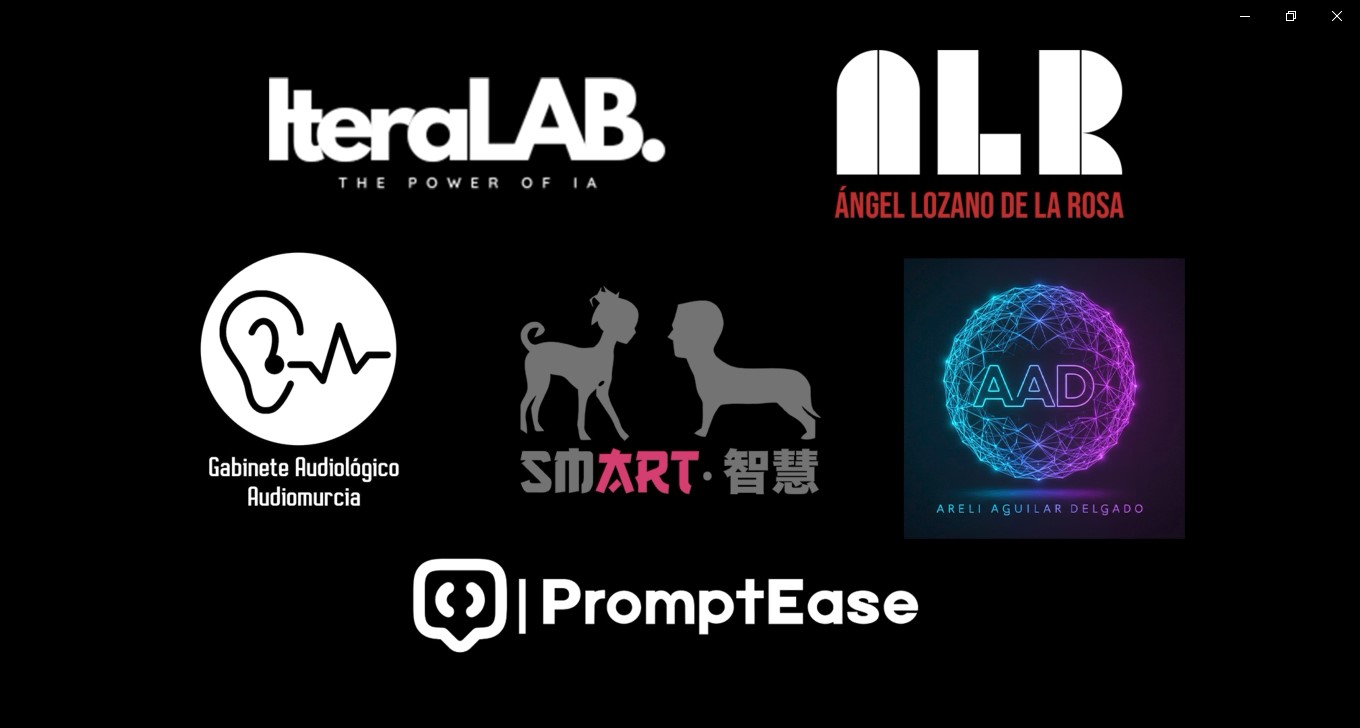 IteraLAB.
THE POWER OF IA
ALR
ÁNGEL LOZANO DE LA ROSA
Gabinete Audiológico
Audiomurcia
SMART·智慧
AAD
ARELI AGUILAR DELGADO
| PromptEase